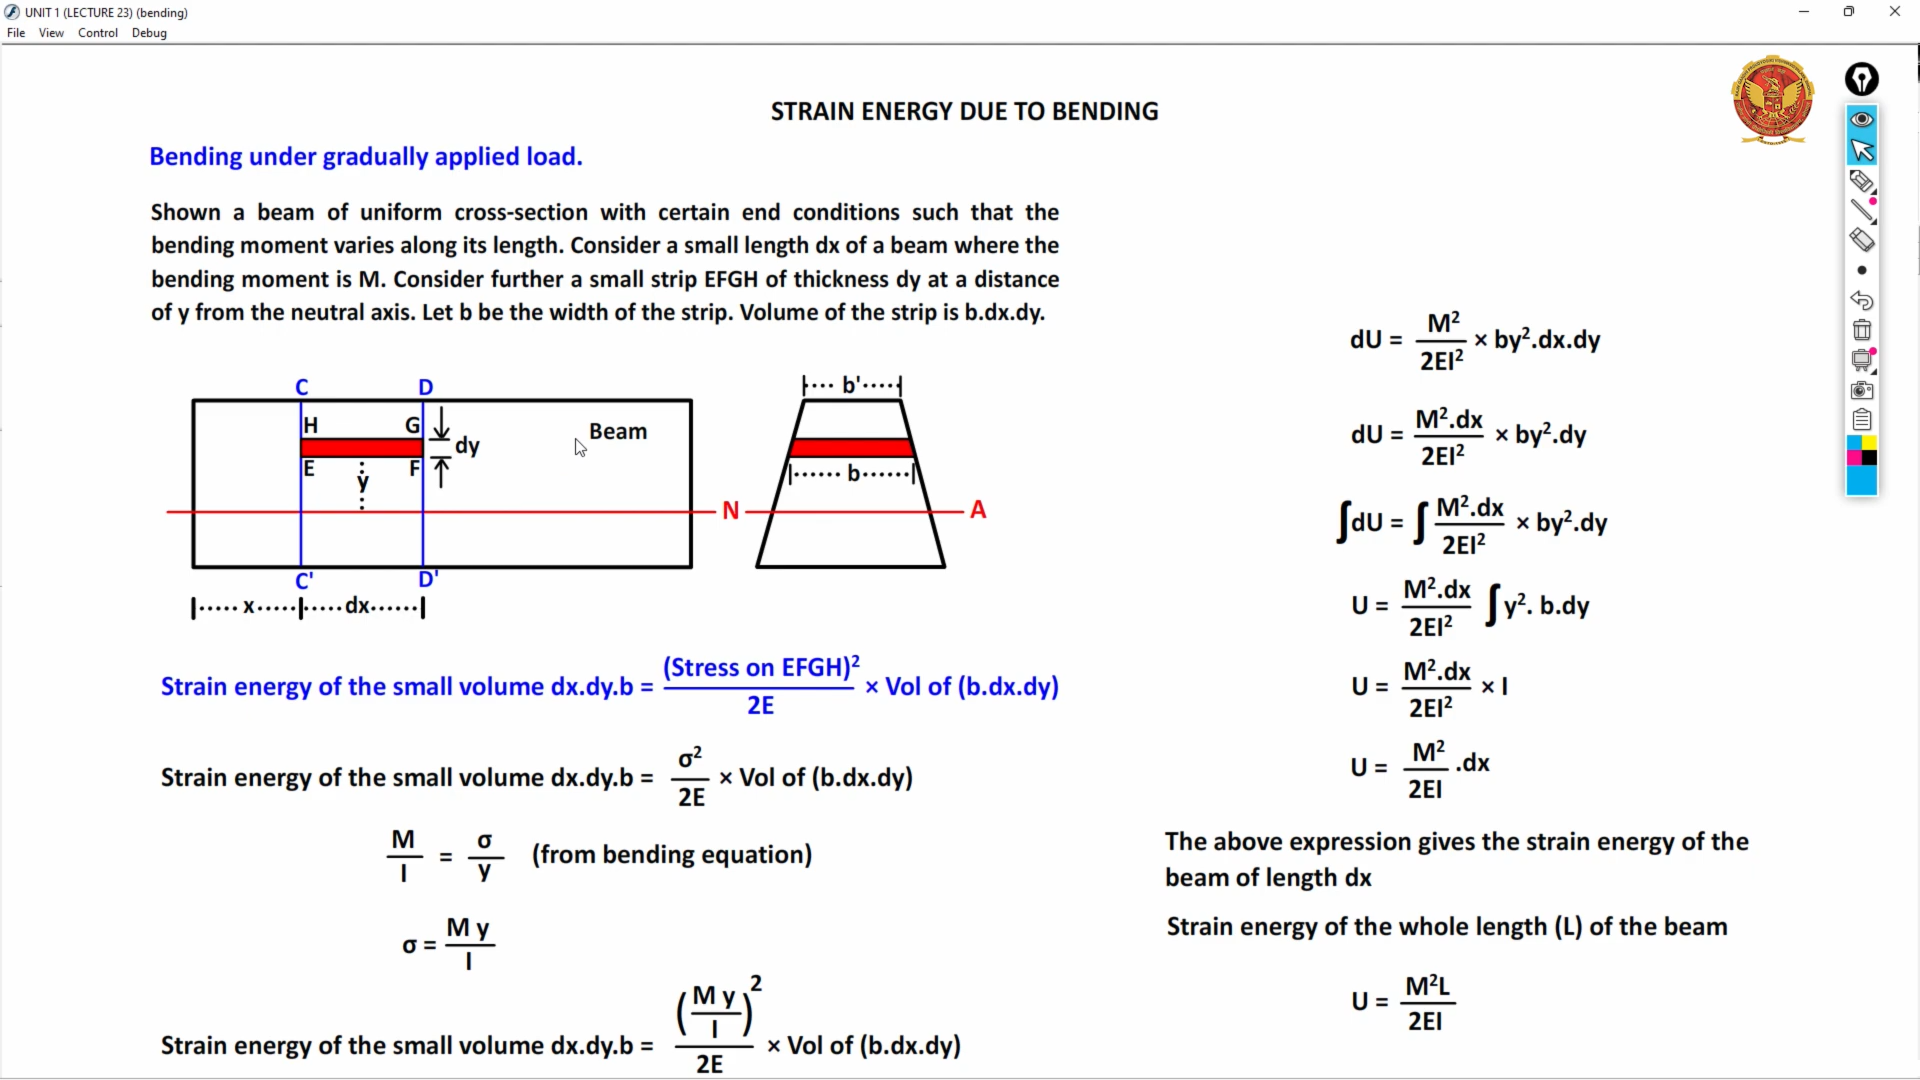 UNIT 1 (LECTURE 23) (bending)
File View Control Debug
STRAIN ENERGY DUE TO BENDING
Bending under gradually applied load.
Shown a beam of uniform cross-section with certain end conditions such that the
bending moment varies along its length. Consider a small length dx of a beam where the
bending moment is M. Consider further a small strip EFGH of thickness dy at a distance
of y from the neutral axis. Let b be the width of the strip. Volume of the strip is b.dx.dy.
C D
H G
E F
y
dy
Beam
C' D'
x dx
b'
b
N A
Strain energy of the small volume dx.dy.b = (Stress on EFGH)² / 2E × Vol of (b.dx.dy)
Strain energy of the small volume dx.dy.b = σ² / 2E × Vol of (b.dx.dy)
M / I = σ / y (from bending equation)
σ = M y / I
Strain energy of the small volume dx.dy.b = (M y / I)² / 2E × Vol of (b.dx.dy)
dU = M² / 2EI² × by².dx.dy
dU = M².dx / 2EI² × by².dy
∫dU = ∫ M².dx / 2EI² × by².dy
U = M².dx / 2EI² ∫y². b.dy
U = M².dx / 2EI² × I
U = M² / 2EI .dx
The above expression gives the strain energy of the
beam of length dx
Strain energy of the whole length (L) of the beam
U = M²L / 2EI